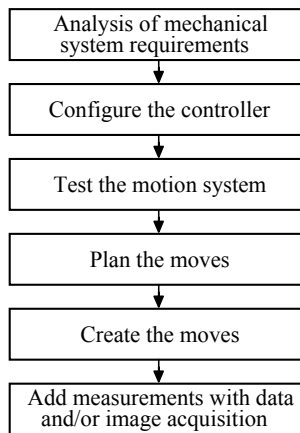 Analysis of mechanical
system requirements
Configure the controller
Test the motion system
Plan the moves
Create the moves
Add measurements with data
and/or image acquisition